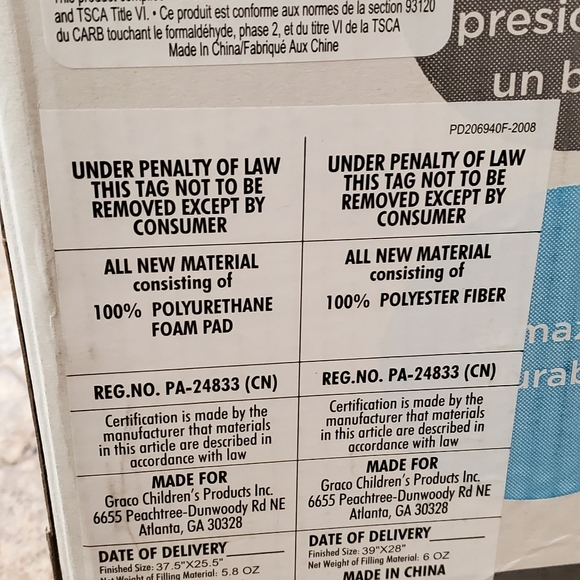 and TSCA Title VI. • Ce produit est conforme aux normes de la section 93120
du CARB touchant le formaldéhyde, phase 2, et du titre VI de la TSCA
Made In China/Fabriqué Aux Chine
un b
PD206940F-2008
UNDER PENALTY OF LAW
THIS TAG NOT TO BE
REMOVED EXCEPT BY
CONSUMER
ALL NEW MATERIAL
consisting of
100% POLYURETHANE
FOAM PAD
REG.NO. PA-24833 (CN)
Certification is made by the
manufacturer that materials
in this article are described in
accordance with law
MADE FOR
Graco Children's Products Inc.
6655 Peachtree-Dunwoody Rd NE
Atlanta, GA 30328
DATE OF DELIVERY
Finished Size: 37.5"X25.5"
Net Weight of Filling Material: 5.8 OZ
UNDER PENALTY OF LAW
THIS TAG NOT TO BE
REMOVED EXCEPT BY
CONSUMER
ALL NEW MATERIAL
consisting of
100% POLYESTER FIBER
REG.NO. PA-24833 (CN)
Certification is made by the
manufacturer that materials
in this article are described in
accordance with law
MADE FOR
Graco Children's Products Inc.
6655 Peachtree-Dunwoody Rd NE
Atlanta, GA 30328
DATE OF DELIVERY
Finished Size: 39"X28"
Net Weight of Filling Material: 6 OZ
MADE IN CHINA